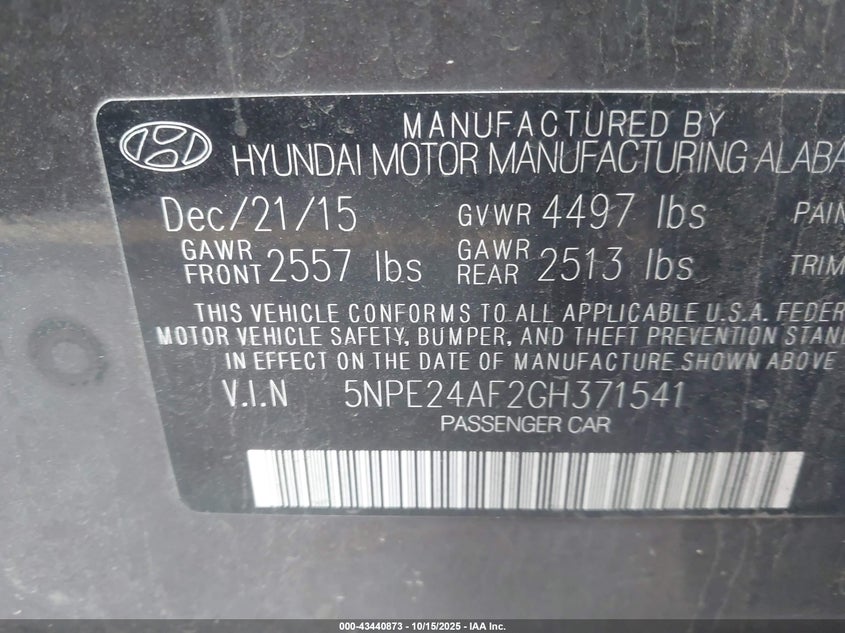 MANUFACTURED BY
HYUNDAI MOTOR MANUFACTURING ALABA
Dec/21/15 GVWR 4497 lbs PAIN
GAWR FRONT 2557 lbs GAWR REAR 2513 lbs TRIM
THIS VEHICLE CONFORMS TO ALL APPLICABLE U.S.A. FEDER
MOTOR VEHICLE SAFETY, BUMPER, AND THEFT PREVENTION STAN
IN EFFECT ON THE DATE OF MANUFACTURE SHOWN ABOVE
V.I.N 5NPE24AF2GH371541
PASSENGER CAR
000-43440873 - 10/15/2025 - IAA Inc.